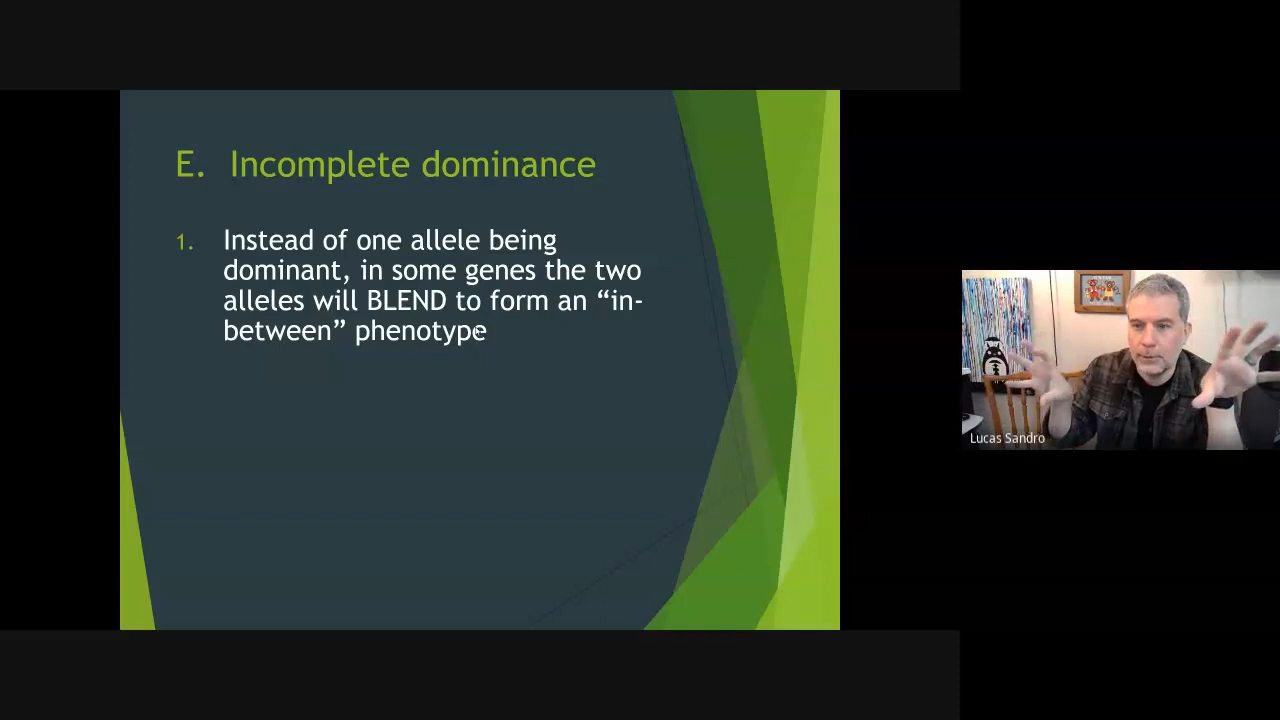 E. Incomplete dominance
1. Instead of one allele being
dominant, in some genes the two
alleles will BLEND to form an “in-
between” phenotype
Lucas Sandro